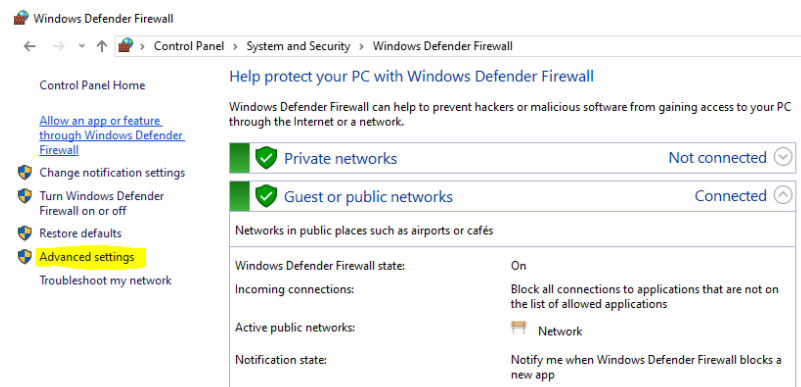 Windows Defender Firewall
Control Panel > System and Security > Windows Defender Firewall
Control Panel Home
Allow an app or feature
through Windows Defender
Firewall
Change notification settings
Turn Windows Defender
Firewall on or off
Restore defaults
Advanced settings
Troubleshoot my network
Help protect your PC with Windows Defender Firewall
Windows Defender Firewall can help to prevent hackers or malicious software from gaining access to your PC
through the Internet or a network.
Private networks Not connected
Guest or public networks Connected
Networks in public places such as airports or cafés
Windows Defender Firewall state: On
Incoming connections: Block all connections to applications that are not on
the list of allowed applications
Active public networks: Network
Notification state: Notify me when Windows Defender Firewall blocks a
new app